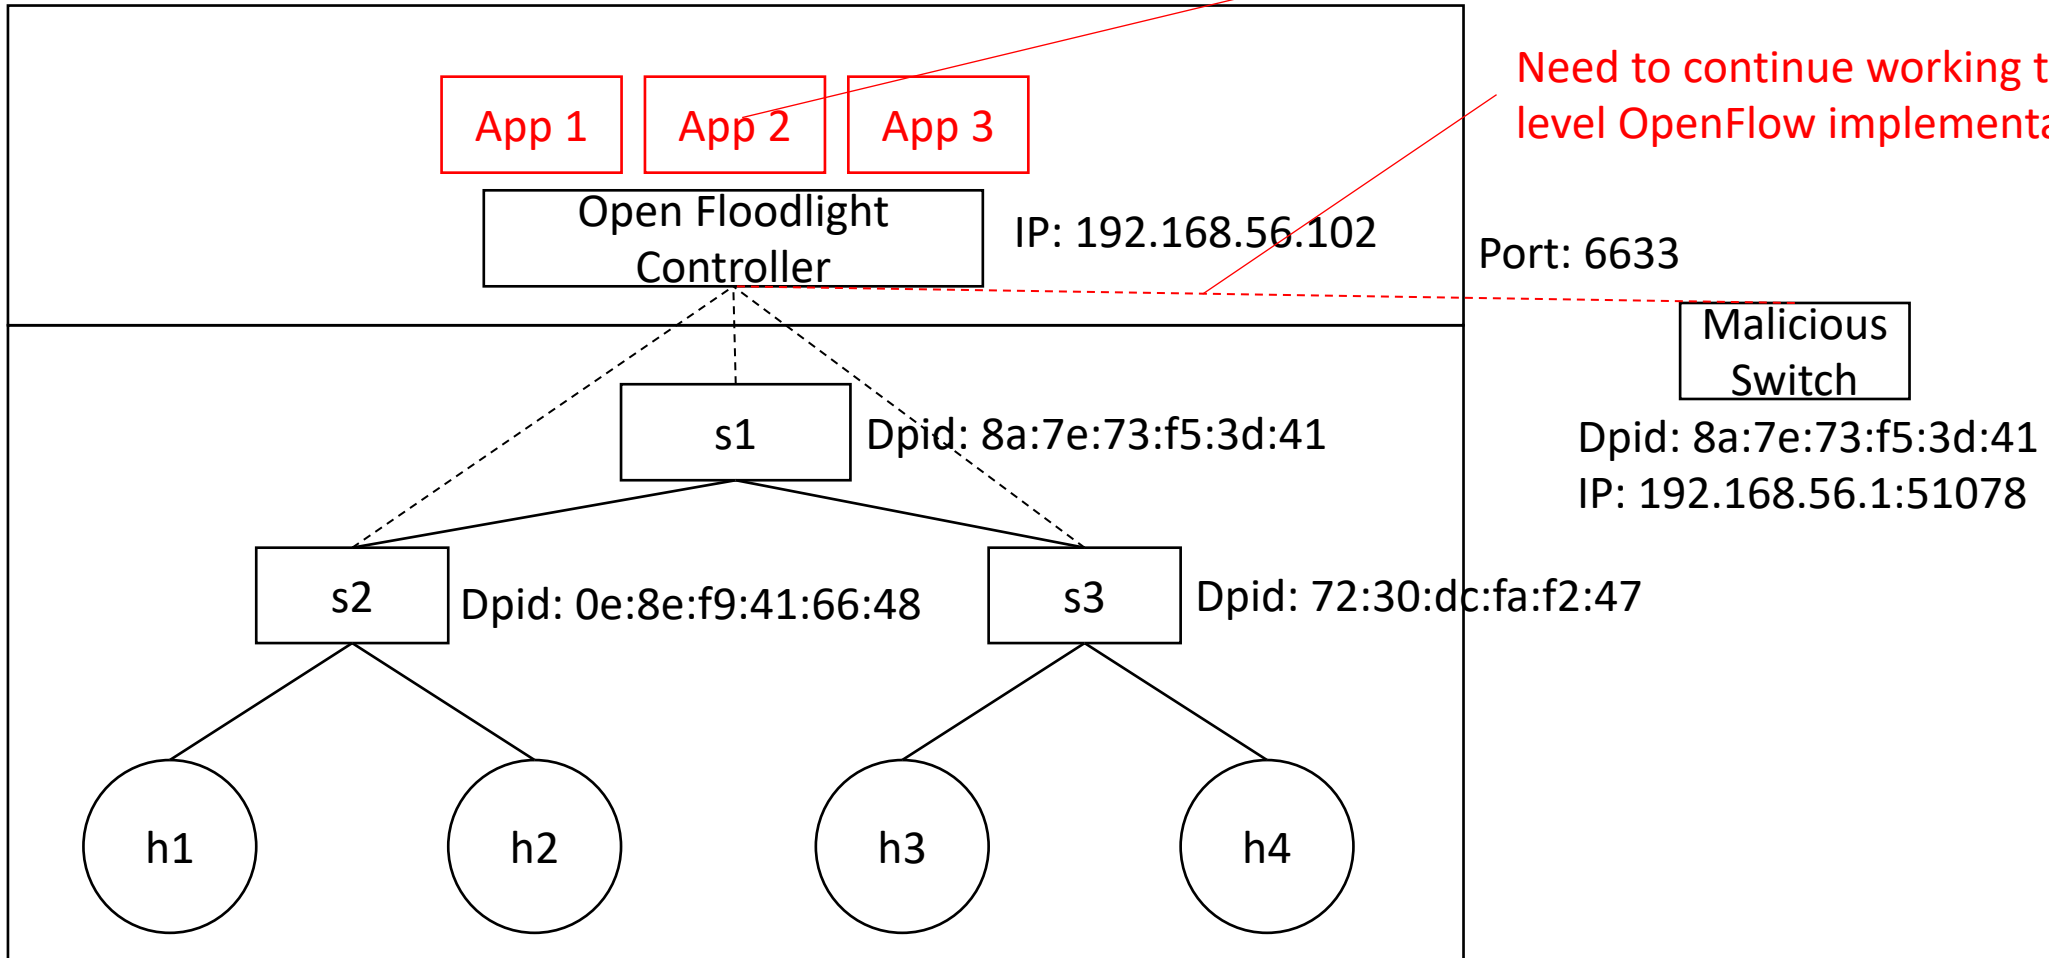 Need to continue working t
level OpenFlow implementa
App 1
App 2
App 3
Open Floodlight
Controller
IP: 192.168.56.102
Port: 6633
Malicious
Switch
s1
Dpid: 8a:7e:73:f5:3d:41
Dpid: 8a:7e:73:f5:3d:41
IP: 192.168.56.1:51078
s2
Dpid: 0e:8e:f9:41:66:48
s3
Dpid: 72:30:dc:fa:f2:47
h1
h2
h3
h4